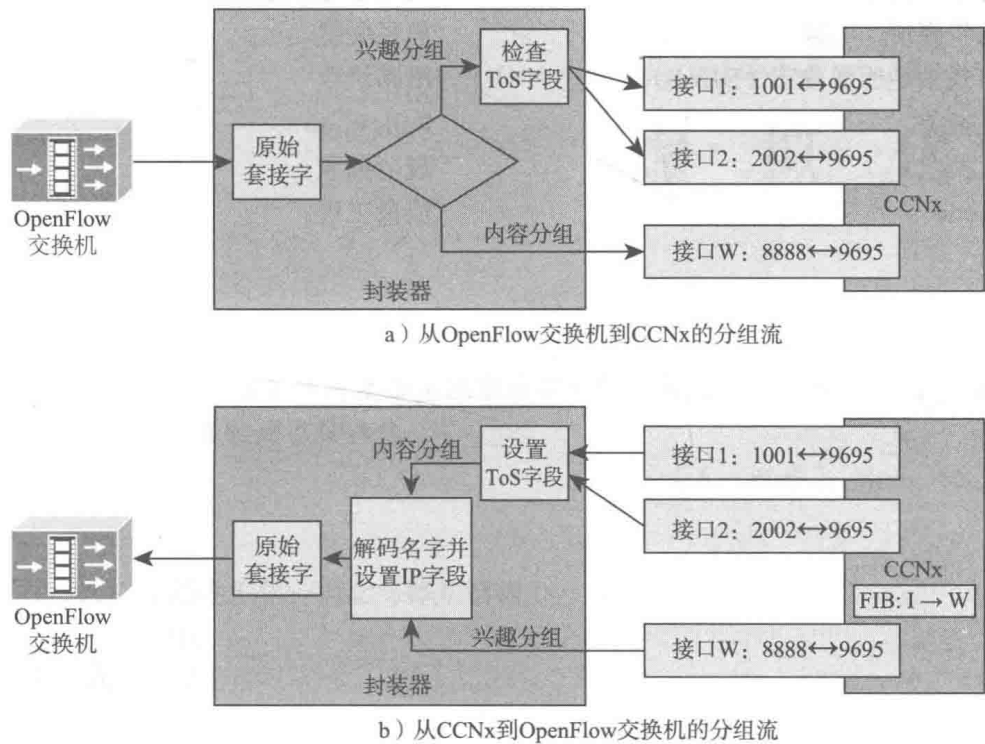 兴趣分组
检查
ToS字段
接口1：1001↔9695
原始
套接字
接口2：2002↔9695
OpenFlow
交换机
CCNx
内容分组
接口W：8888↔9695
封装器
a）从OpenFlow交换机到CCNx的分组流
内容分组
设置
ToS字段
接口1：1001↔9695
接口2：2002↔9695
原始
套接字
解码名字并
设置IP字段
CCNx
FIB: I → W
OpenFlow
交换机
兴趣分组
接口W：8888↔9695
封装器
b）从CCNx到OpenFlow交换机的分组流